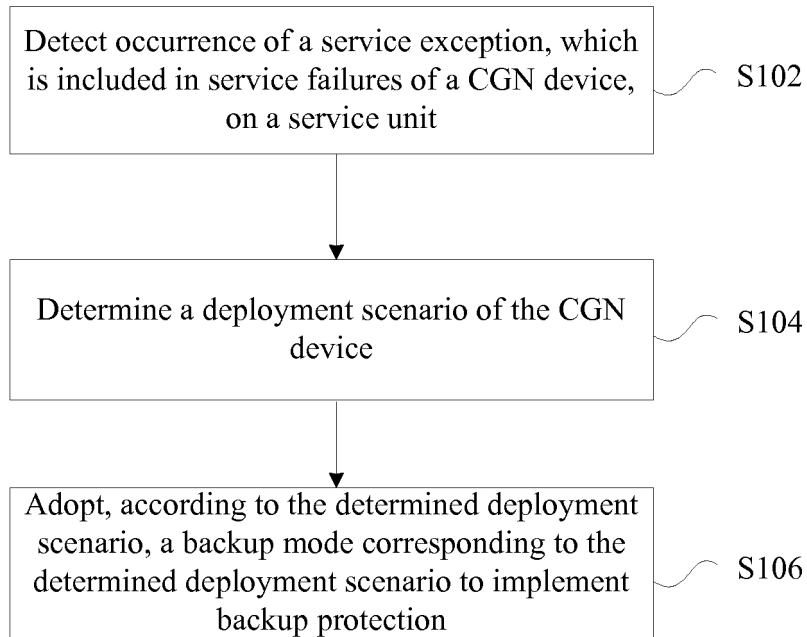 Detect occurrence of a service exception, which
is included in service failures of a CGN device,
on a service unit
S102
Determine a deployment scenario of the CGN
device
S104
Adopt, according to the determined deployment
scenario, a backup mode corresponding to the
determined deployment scenario to implement
backup protection
S106